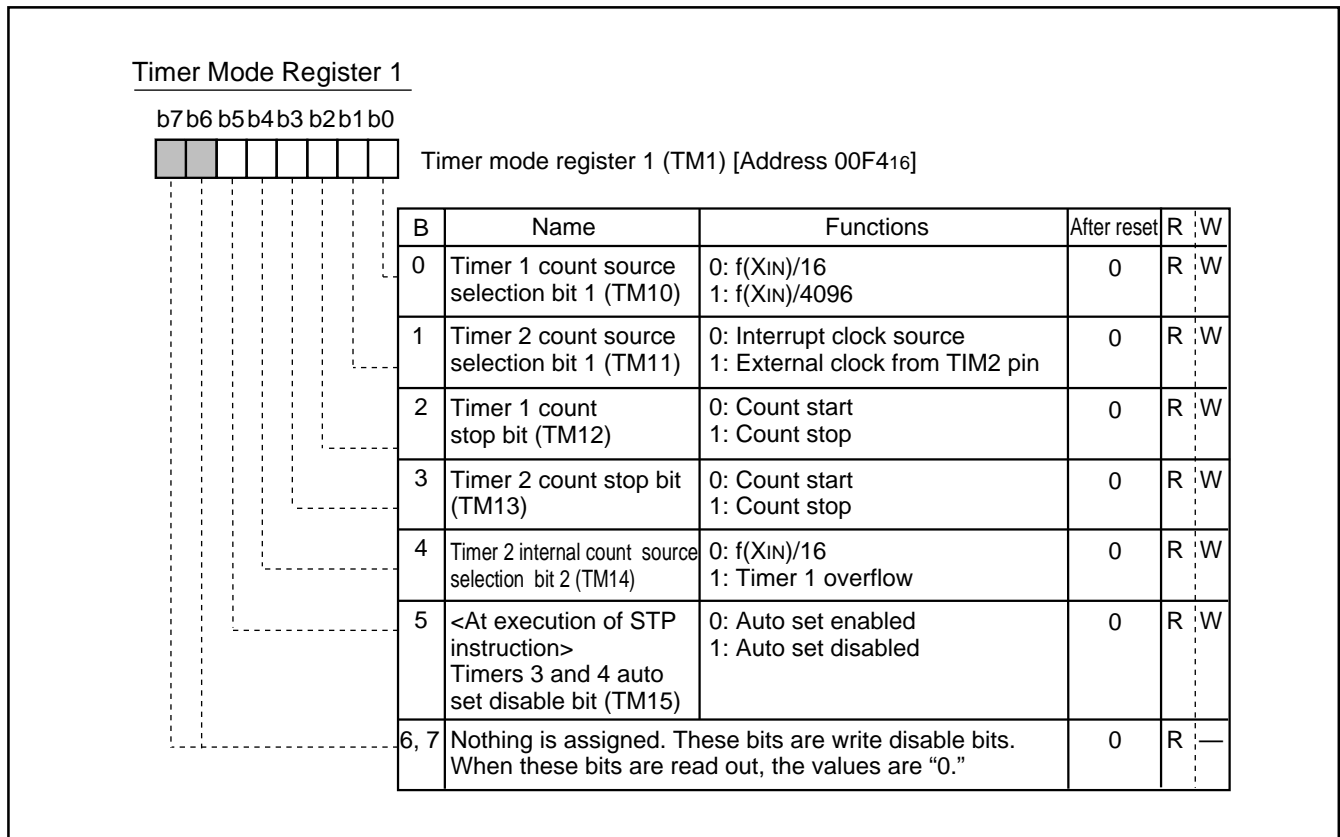 Timer Mode Register 1
b7 b6 b5 b4 b3 b2 b1 b0
Timer mode register 1 (TM1) [Address 00F416]
B Name Functions After reset R W
0 Timer 1 count source 0: f(XIN)/16 0 R W
selection bit 1 (TM10) 1: f(XIN)/4096
1 Timer 2 count source 0: Interrupt clock source 0 R W
selection bit 1 (TM11) 1: External clock from TIM2 pin
2 Timer 1 count 0: Count start 0 R W
stop bit (TM12) 1: Count stop
3 Timer 2 count stop bit 0: Count start 0 R W
(TM13) 1: Count stop
4 Timer 2 internal count source 0: f(XIN)/16 0 R W
selection bit 2 (TM14) 1: Timer 1 overflow
5 <At execution of STP 0: Auto set enabled 0 R W
instruction> 1: Auto set disabled
Timers 3 and 4 auto
set disable bit (TM15)
6, 7 Nothing is assigned. These bits are write disable bits. 0 R —
When these bits are read out, the values are “0.”